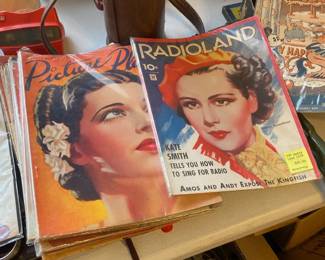 Picture Pl
RADIOLAND
10¢
KATE
SMITH
TELLS YOU HOW
TO SING FOR RADIO
AMOS AND ANDY EXPOSE THE KINGFISH